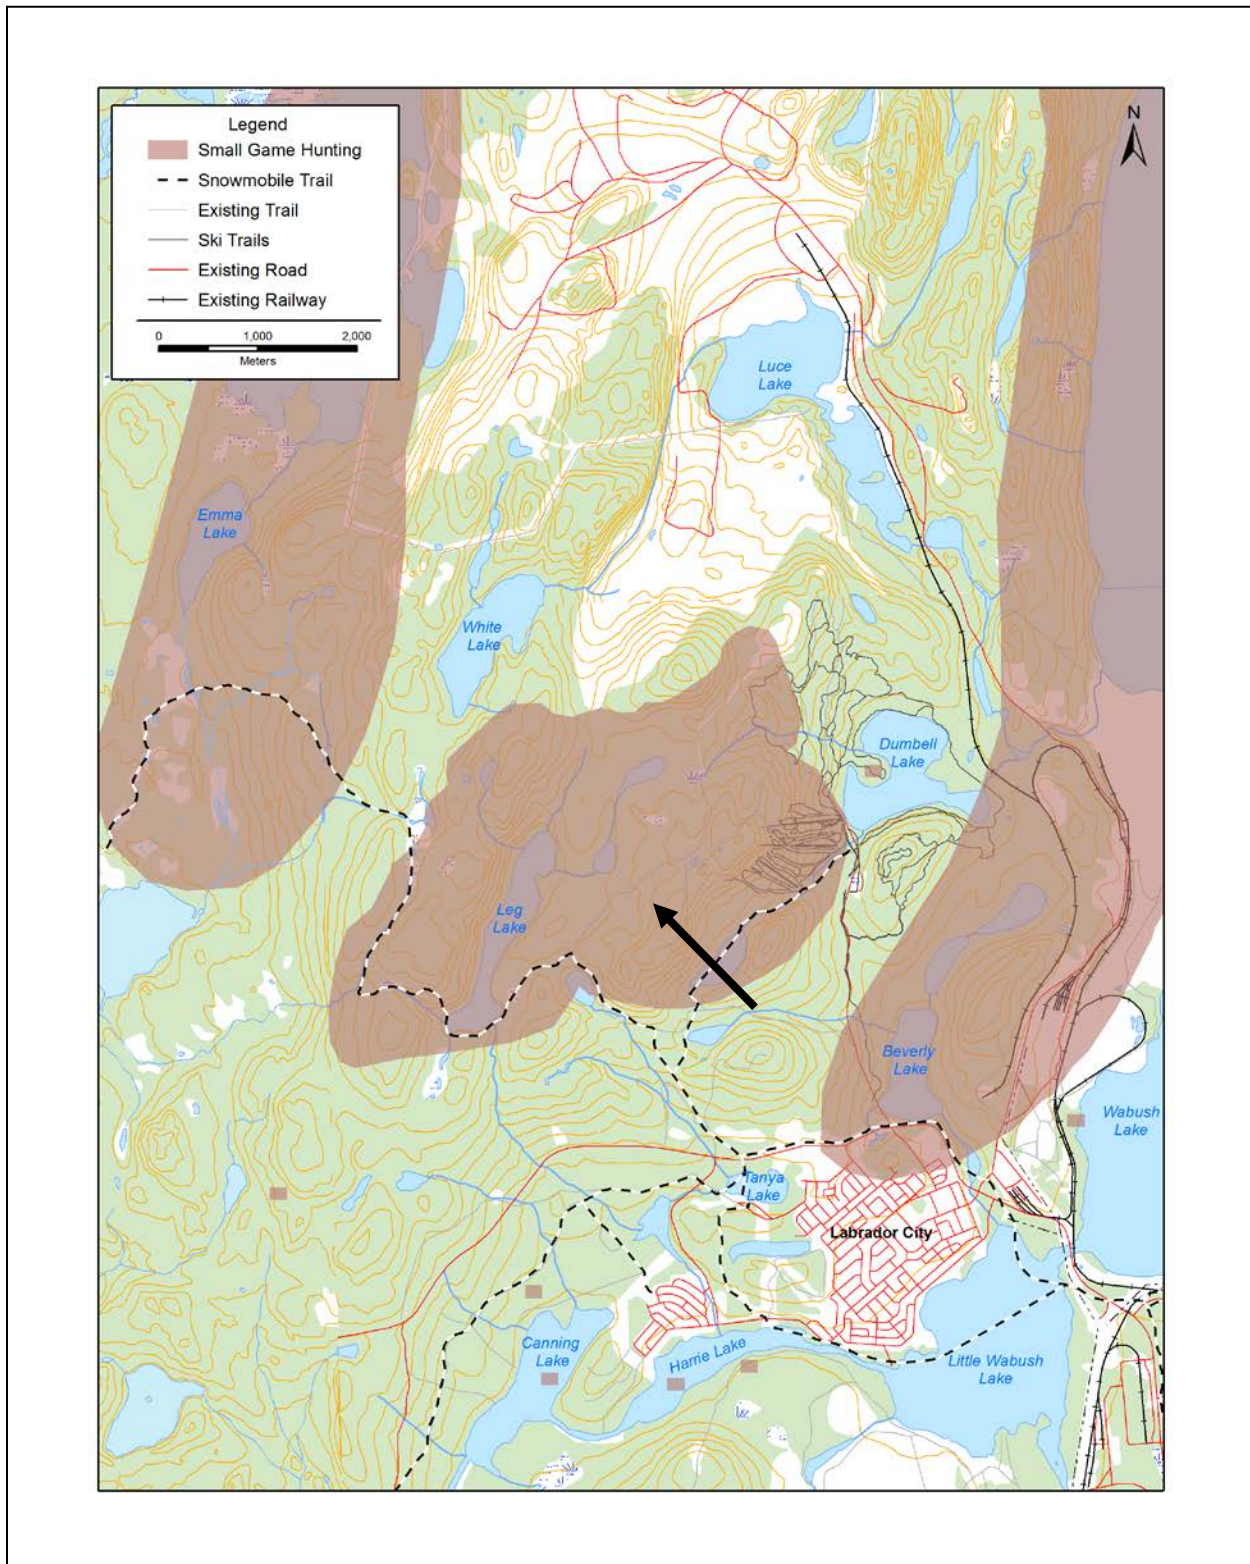 N
Legend
Small Game Hunting
Snowmobile Trail
Existing Trail
Ski Trails
Existing Road
Existing Railway
0 1,000 2,000
Meters
Luce
Lake
Emma
Lake
White
Lake
Dumbell
Lake
Leg
Lake
Beverly
Lake
Wabush
Lake
Tanya
Lake
Labrador City
Canning
Lake
Harrie Lake
Little Wabush
Lake